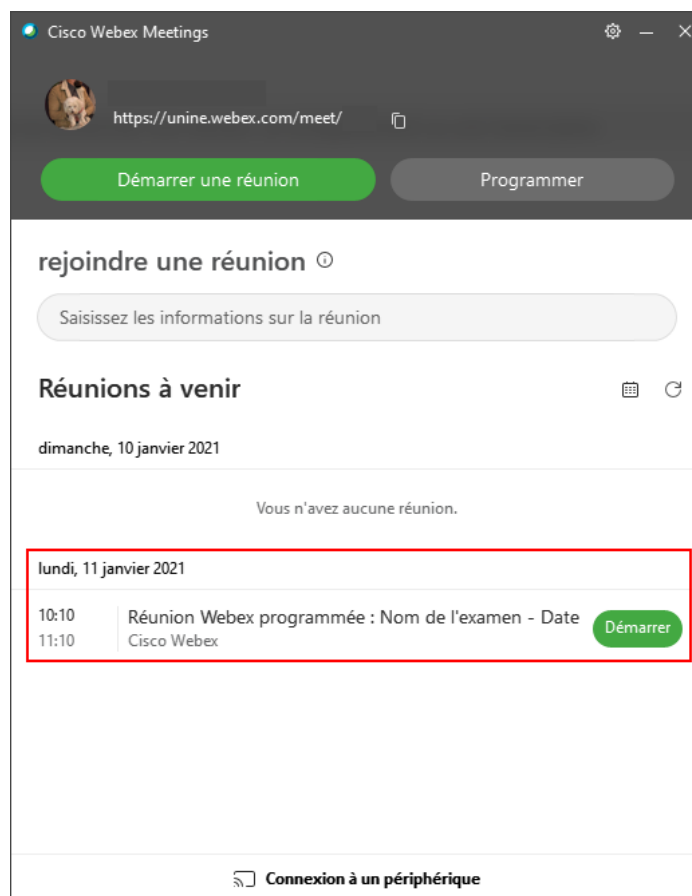 Cisco Webex Meetings
https://unine.webex.com/meet/
Démarrer une réunion
Programmer
rejoindre une réunion
Saisissez les informations sur la réunion
Réunions à venir
dimanche, 10 janvier 2021
Vous n'avez aucune réunion.
lundi, 11 janvier 2021
10:10 Réunion Webex programmée : Nom de l'examen - Date
11:10 Cisco Webex
Démarrer
Connexion à un périphérique